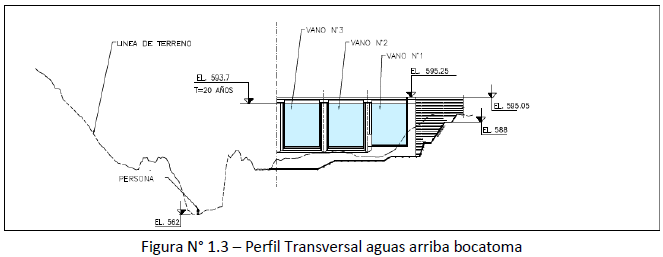 LINEA DE TERRENO
VANO N°3
VANO N°2
VANO N°1
EL. 593.7
T=20 AÑOS
EL. 595.25
EL. 595.05
EL. 588
PERSONA
EL. 562
Figura N° 1.3 – Perfil Transversal aguas arriba bocatoma